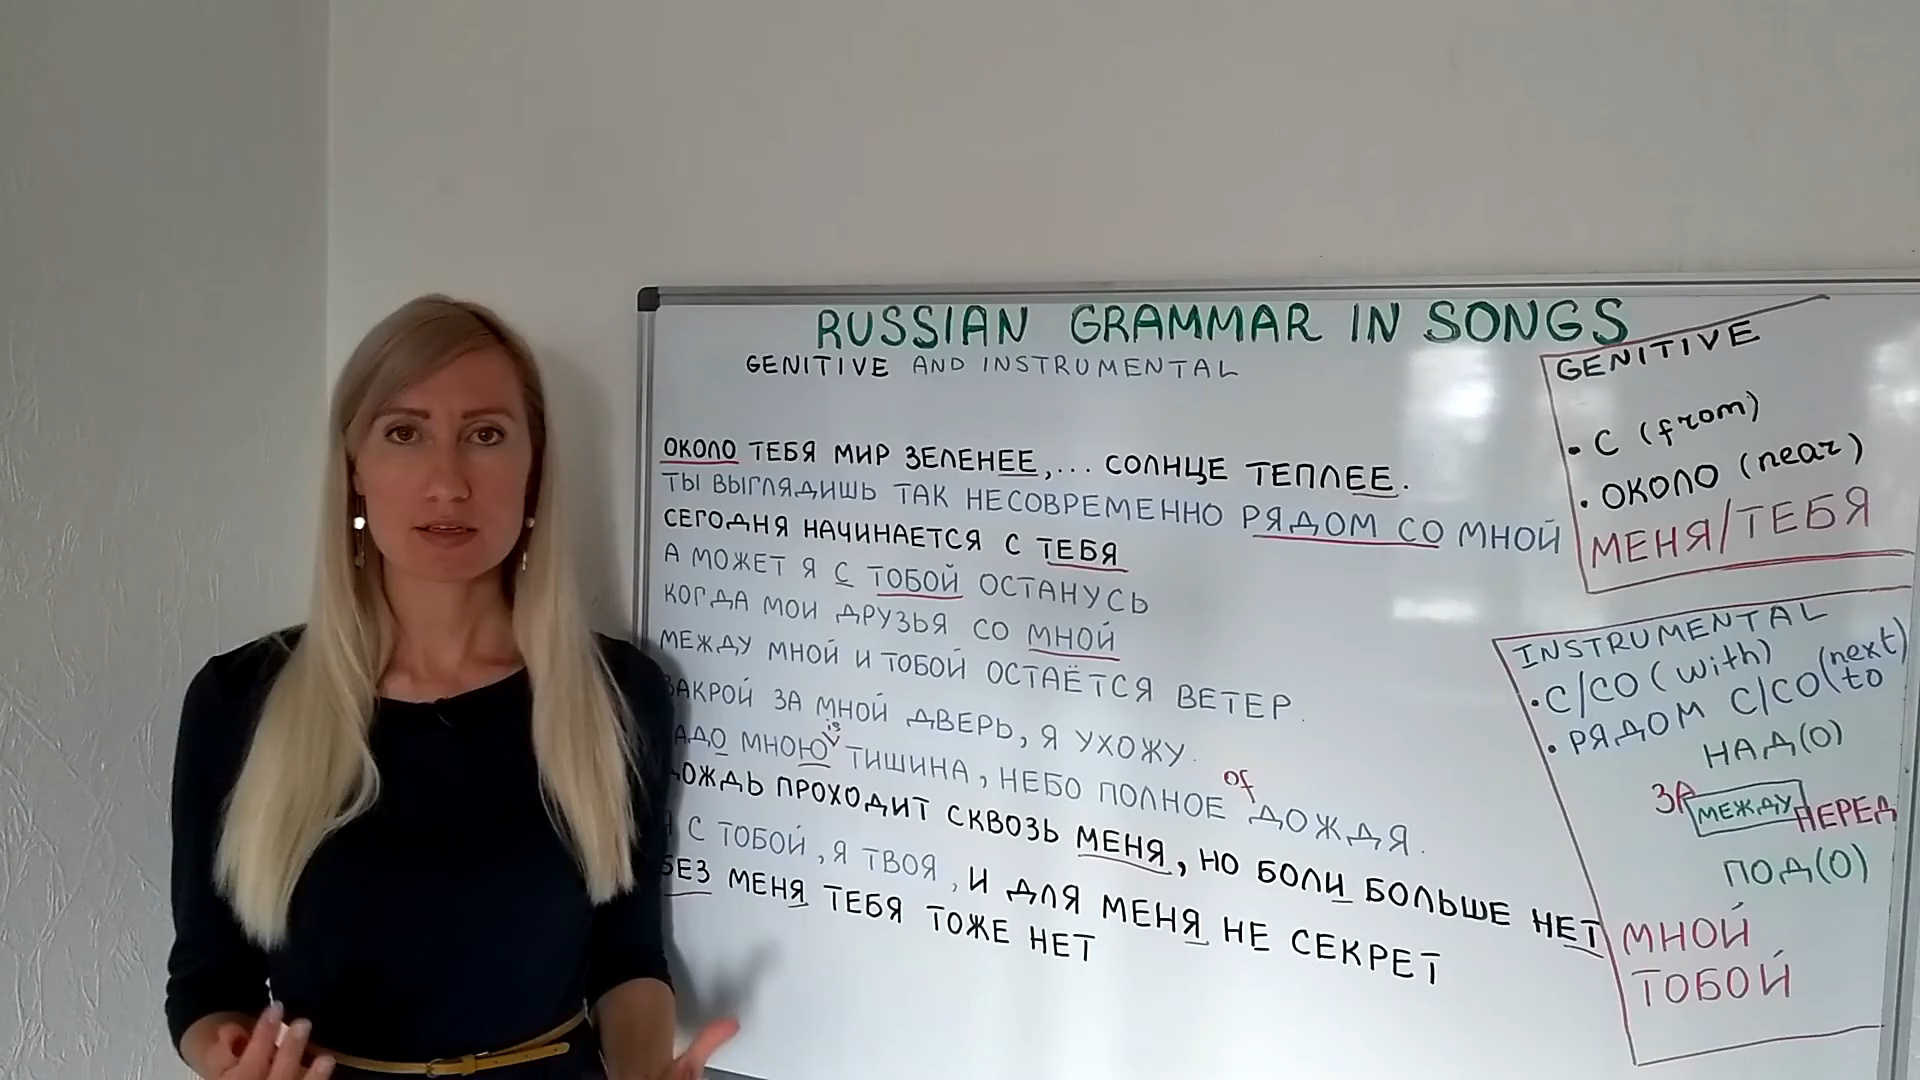 RUSSIAN GRAMMAR IN SONGS
GENITIVE AND INSTRUMENTAL
ОКОЛО ТЕБЯ МИР ЗЕЛЕНЕЕ,... СОЛНЦЕ ТЕПЛЕЕ.
ТЫ ВЫГЛЯДИШЬ ТАК НЕСОВРЕМЕННО РЯДОМ СО МНОЙ
СЕГОДНЯ НАЧИНАЕТСЯ С ТЕБЯ
А МОЖЕТ Я С ТОБОЙ ОСТАНУСЬ
КОГДА МОИ ДРУЗЬЯ СО МНОЙ
МЕЖДУ МНОЙ И ТОБОЙ ОСТАЁТСЯ ВЕТЕР.
ЗАКРОЙ ЗА МНОЙ ДВЕРЬ, Я УХОЖУ.
is
АДО МНОЮ ТИШИНА, НЕБО ПОЛНОЕ ДОЖДЯ.
of
ДОЖДЬ ПРОХОДИТ СКВОЗЬ МЕНЯ, НО БОЛИ БОЛЬШЕ НЕТ
Я С ТОБОЙ, Я ТВОЯ, И ДЛЯ МЕНЯ НЕ СЕКРЕТ
БЕЗ МЕНЯ ТЕБЯ ТОЖЕ НЕТ
GENITIVE
• С (from)
• ОКОЛО (near)
МЕНЯ/ТЕБЯ
INSTRUMENTAL
• С/СО (with)
• РЯДОМ С/СО (next to
НАД(О)
ЗА МЕЖДУ ПЕРЕД
ПОД(О)
МНОЙ
ТОБОЙ